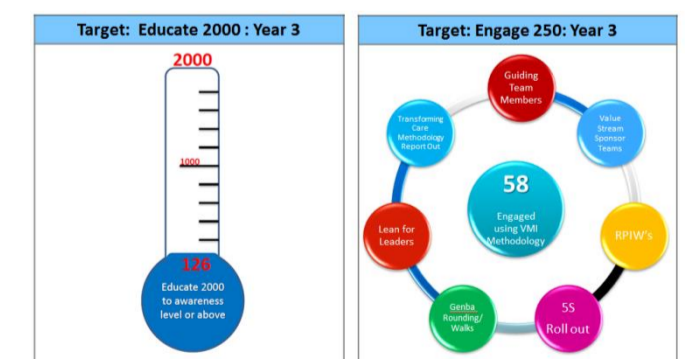 Target: Educate 2000 : Year 3
2000
1000
126
Educate 2000
to awareness
level or above
Target: Engage 250: Year 3
Guiding
Team
Members
Value
Stream
Sponsor
Teams
RPIW's
5S
Roll out
Genba
Rounding/
Walks
Lean for
Leaders
Transforming
Care
Methodology
Report Out
58
Engaged
using VMI
Methodology